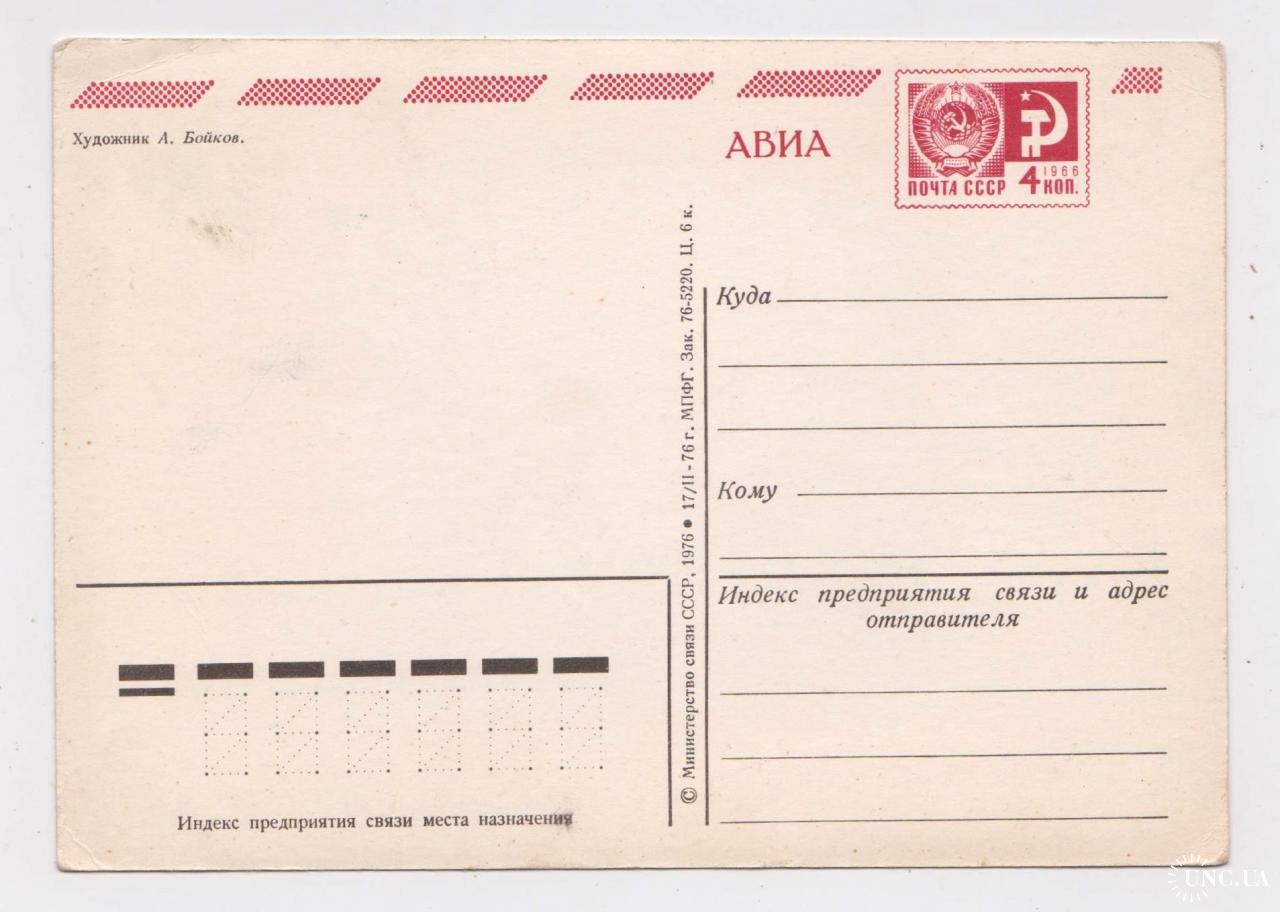 Художник А. Бойков.
АВИА
ПОЧТА СССР
4
1966
КОП.
Куда
Кому
Индекс предприятия связи и адрес
отправителя
© Министерство связи СССР, 1976 ● 17/II - 76 г. МПФГ. Зак. 76-5220. Ц. 6 к.
Индекс предприятия связи места назначения
UNC.UA